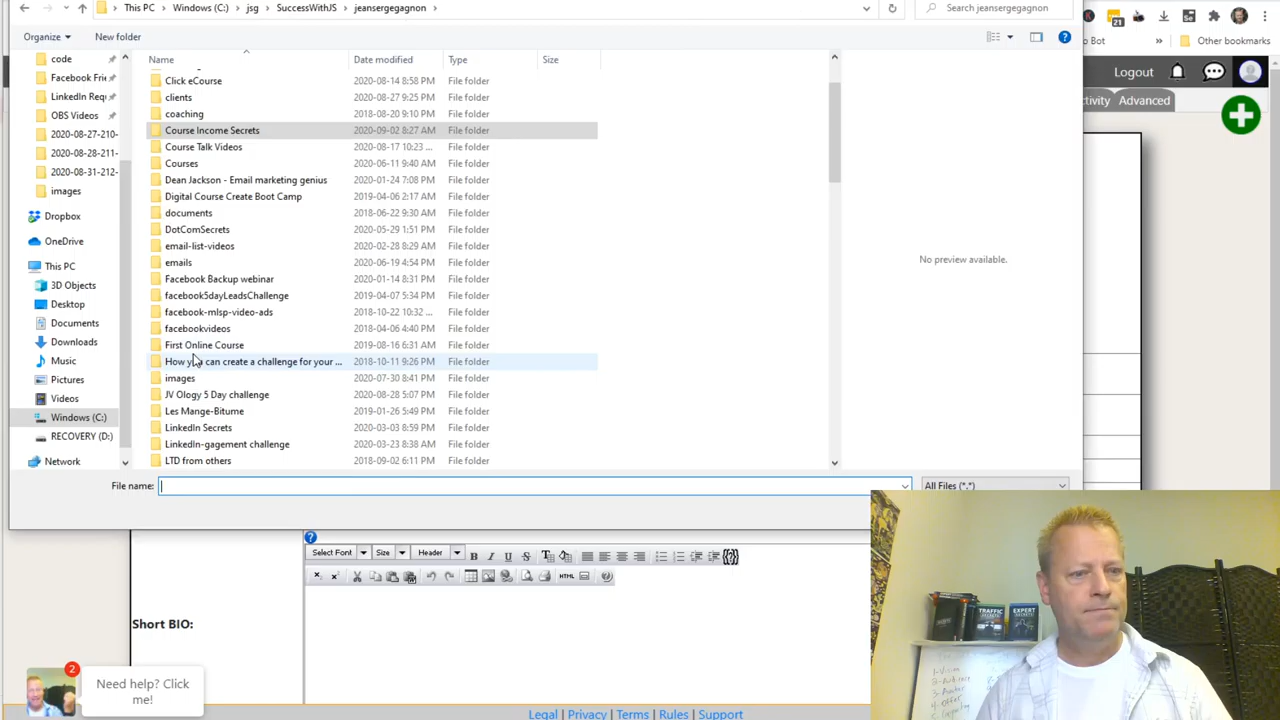 This PC > Windows (C:) > jsg > SuccessWithJS > jeansergegagnon >
Search jeansergegagnon
21
Bot
» Other bookmarks
Organize
New folder
Name
Date modified
Type
Size
code
Facebook Frie
LinkedIn Requ
OBS Videos
2020-08-27-210-
2020-08-28-211-
2020-08-31-212-
images
Dropbox
OneDrive
This PC
3D Objects
Desktop
Documents
Downloads
Music
Pictures
Videos
Windows (C:)
RECOVERY (D:)
Network
Click eCourse 2020-08-14 8:58 PM File folder
clients 2020-08-27 9:25 PM File folder
coaching 2018-08-20 9:10 PM File folder
Course Income Secrets 2020-09-02 8:27 AM File folder
Course Talk Videos 2020-08-17 10:23 ... File folder
Courses 2020-06-11 9:40 AM File folder
Dean Jackson - Email marketing genius 2020-01-24 7:08 PM File folder
Digital Course Create Boot Camp 2019-04-06 2:17 AM File folder
documents 2018-06-22 9:30 AM File folder
DotComSecrets 2020-05-29 1:51 PM File folder
email-list-videos 2020-02-28 8:29 AM File folder
emails 2020-06-19 4:54 PM File folder
Facebook Backup webinar 2020-01-14 8:31 PM File folder
facebook5dayLeadsChallenge 2019-04-07 5:34 PM File folder
facebook-mlsp-video-ads 2018-10-22 10:32 ... File folder
facebookvideos 2018-04-06 4:40 PM File folder
First Online Course 2019-08-16 6:31 AM File folder
How you can create a challenge for your ... 2018-10-11 9:26 PM File folder
images 2020-07-30 8:41 PM File folder
JV Ology 5 Day challenge 2020-08-28 5:07 PM File folder
Les Mange-Bitume 2019-01-26 5:49 PM File folder
LinkedIn Secrets 2020-03-03 8:59 PM File folder
LinkedIn-gagement challenge 2020-03-23 8:38 AM File folder
LTD from others 2018-09-02 6:11 PM File folder
No preview available.
File name:
All Files (*.*)
Logout
tivity Advanced
Select Font
Size
Header
HTML
Short BIO:
2
Need help? Click
me!
Legal | Privacy | Terms | Rules | Support
TRAFFIC
SECRETS
EXPERT
SECRETS
1-Vision